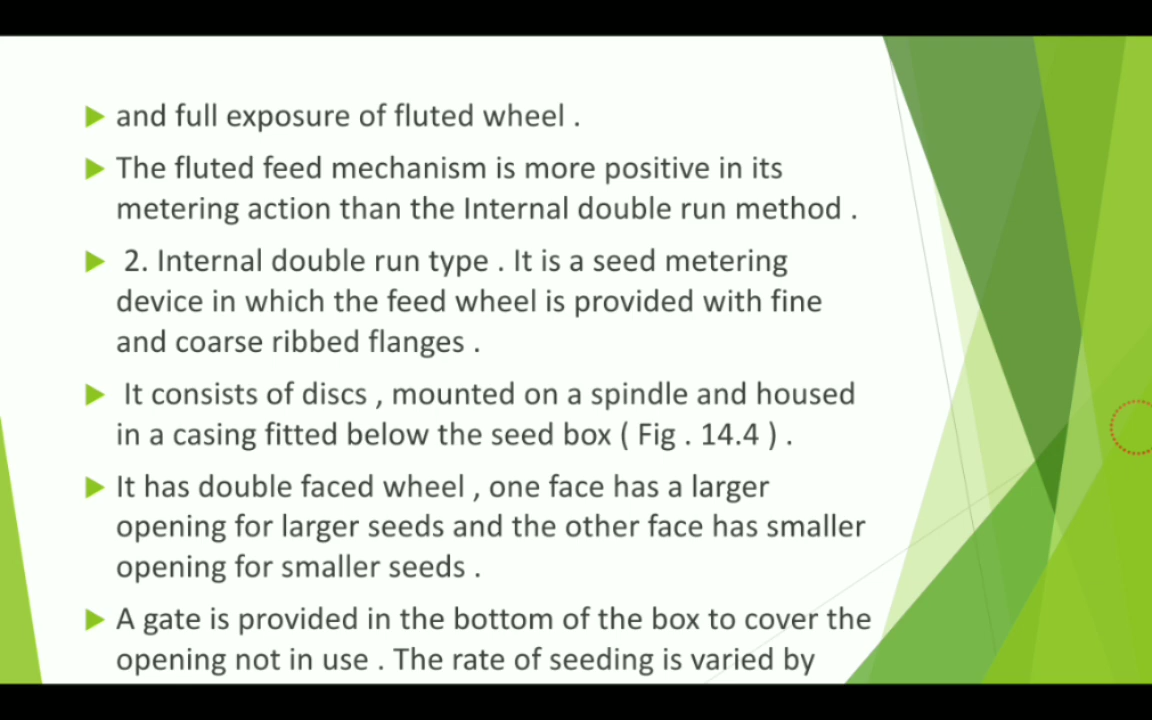 and full exposure of fluted wheel .
The fluted feed mechanism is more positive in its
metering action than the Internal double run method .
2. Internal double run type . It is a seed metering
device in which the feed wheel is provided with fine
and coarse ribbed flanges .
It consists of discs , mounted on a spindle and housed
in a casing fitted below the seed box ( Fig . 14.4 ) .
It has double faced wheel , one face has a larger
opening for larger seeds and the other face has smaller
opening for smaller seeds .
A gate is provided in the bottom of the box to cover the
opening not in use . The rate of seeding is varied by